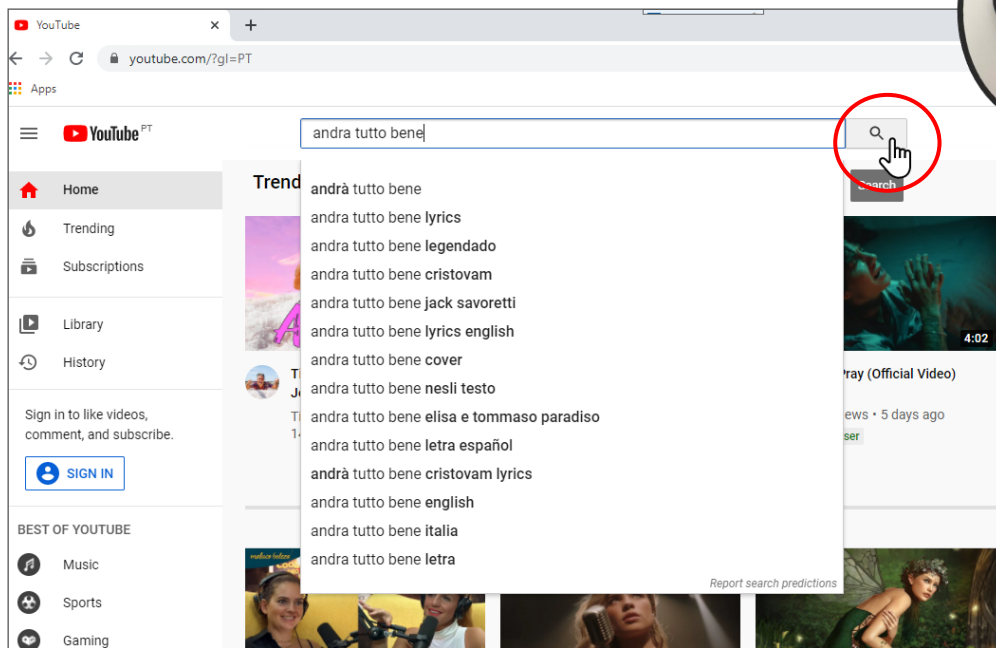 YouTube
youtube.com/?gl=PT
Apps
YouTube PT
andra tutto bene
Search
Home
Trending
Subscriptions
Library
History
Sign in to like videos,
comment, and subscribe.
SIGN IN
BEST OF YOUTUBE
Music
Sports
Gaming
Trend
andrà tutto bene
andra tutto bene lyrics
andra tutto bene legendado
andra tutto bene cristovam
andra tutto bene jack savoretti
andra tutto bene lyrics english
andra tutto bene cover
andra tutto bene nesli testo
andra tutto bene elisa e tommaso paradiso
andra tutto bene letra español
andrà tutto bene cristovam lyrics
andra tutto bene english
andra tutto bene italia
andra tutto bene letra
Report search predictions
4:02
Pray (Official Video)
ews • 5 days ago
ser